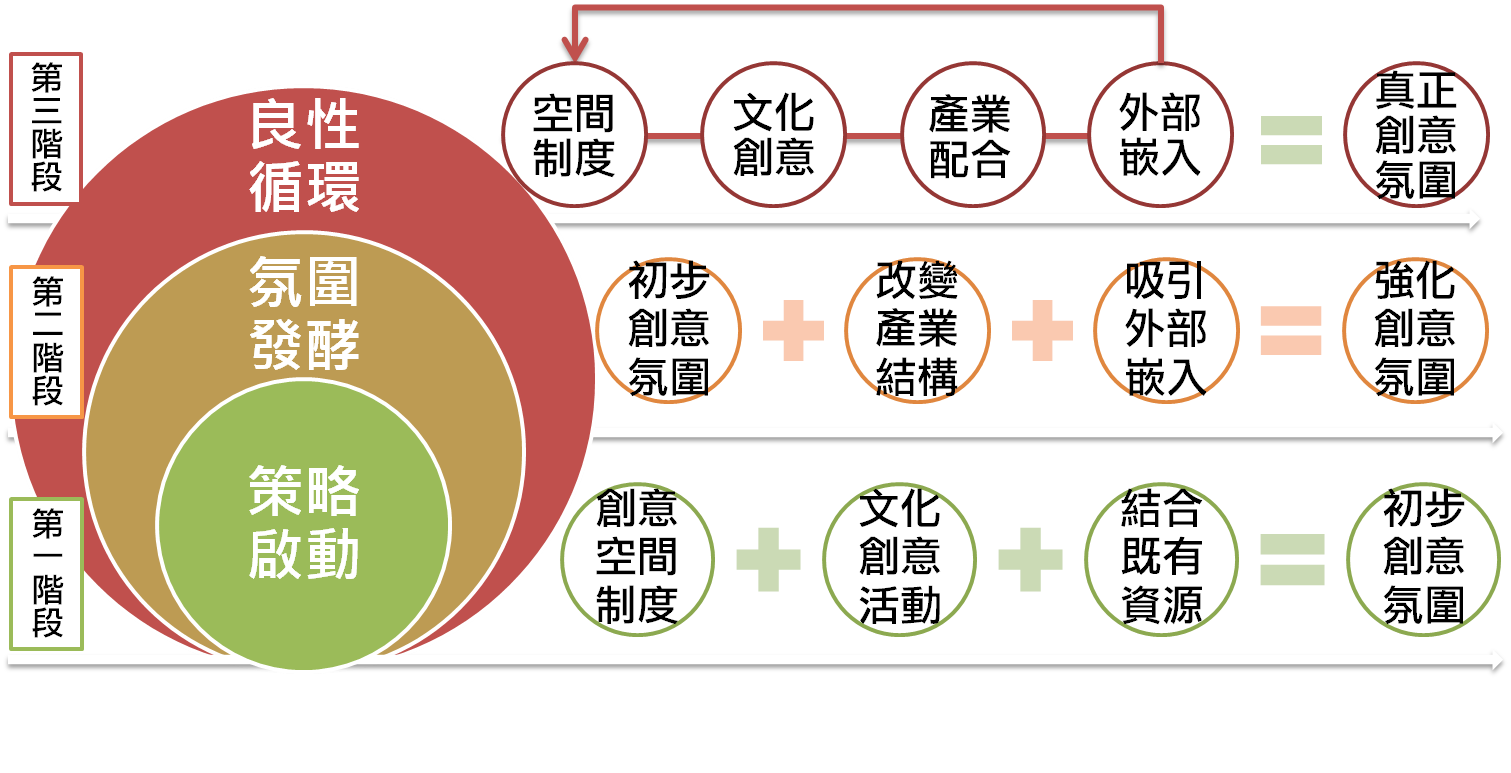 第三階段
良性
循環
空間
制度
文化
創意
產業
配合
外部
嵌入
真正
創意
氛圍
第二階段
氛圍
發酵
初步
創意
氛圍
改變
產業
結構
吸引
外部
嵌入
強化
創意
氛圍
第一階段
策略
啟動
創意
空間
制度
文化
創意
活動
結合
既有
資源
初步
創意
氛圍